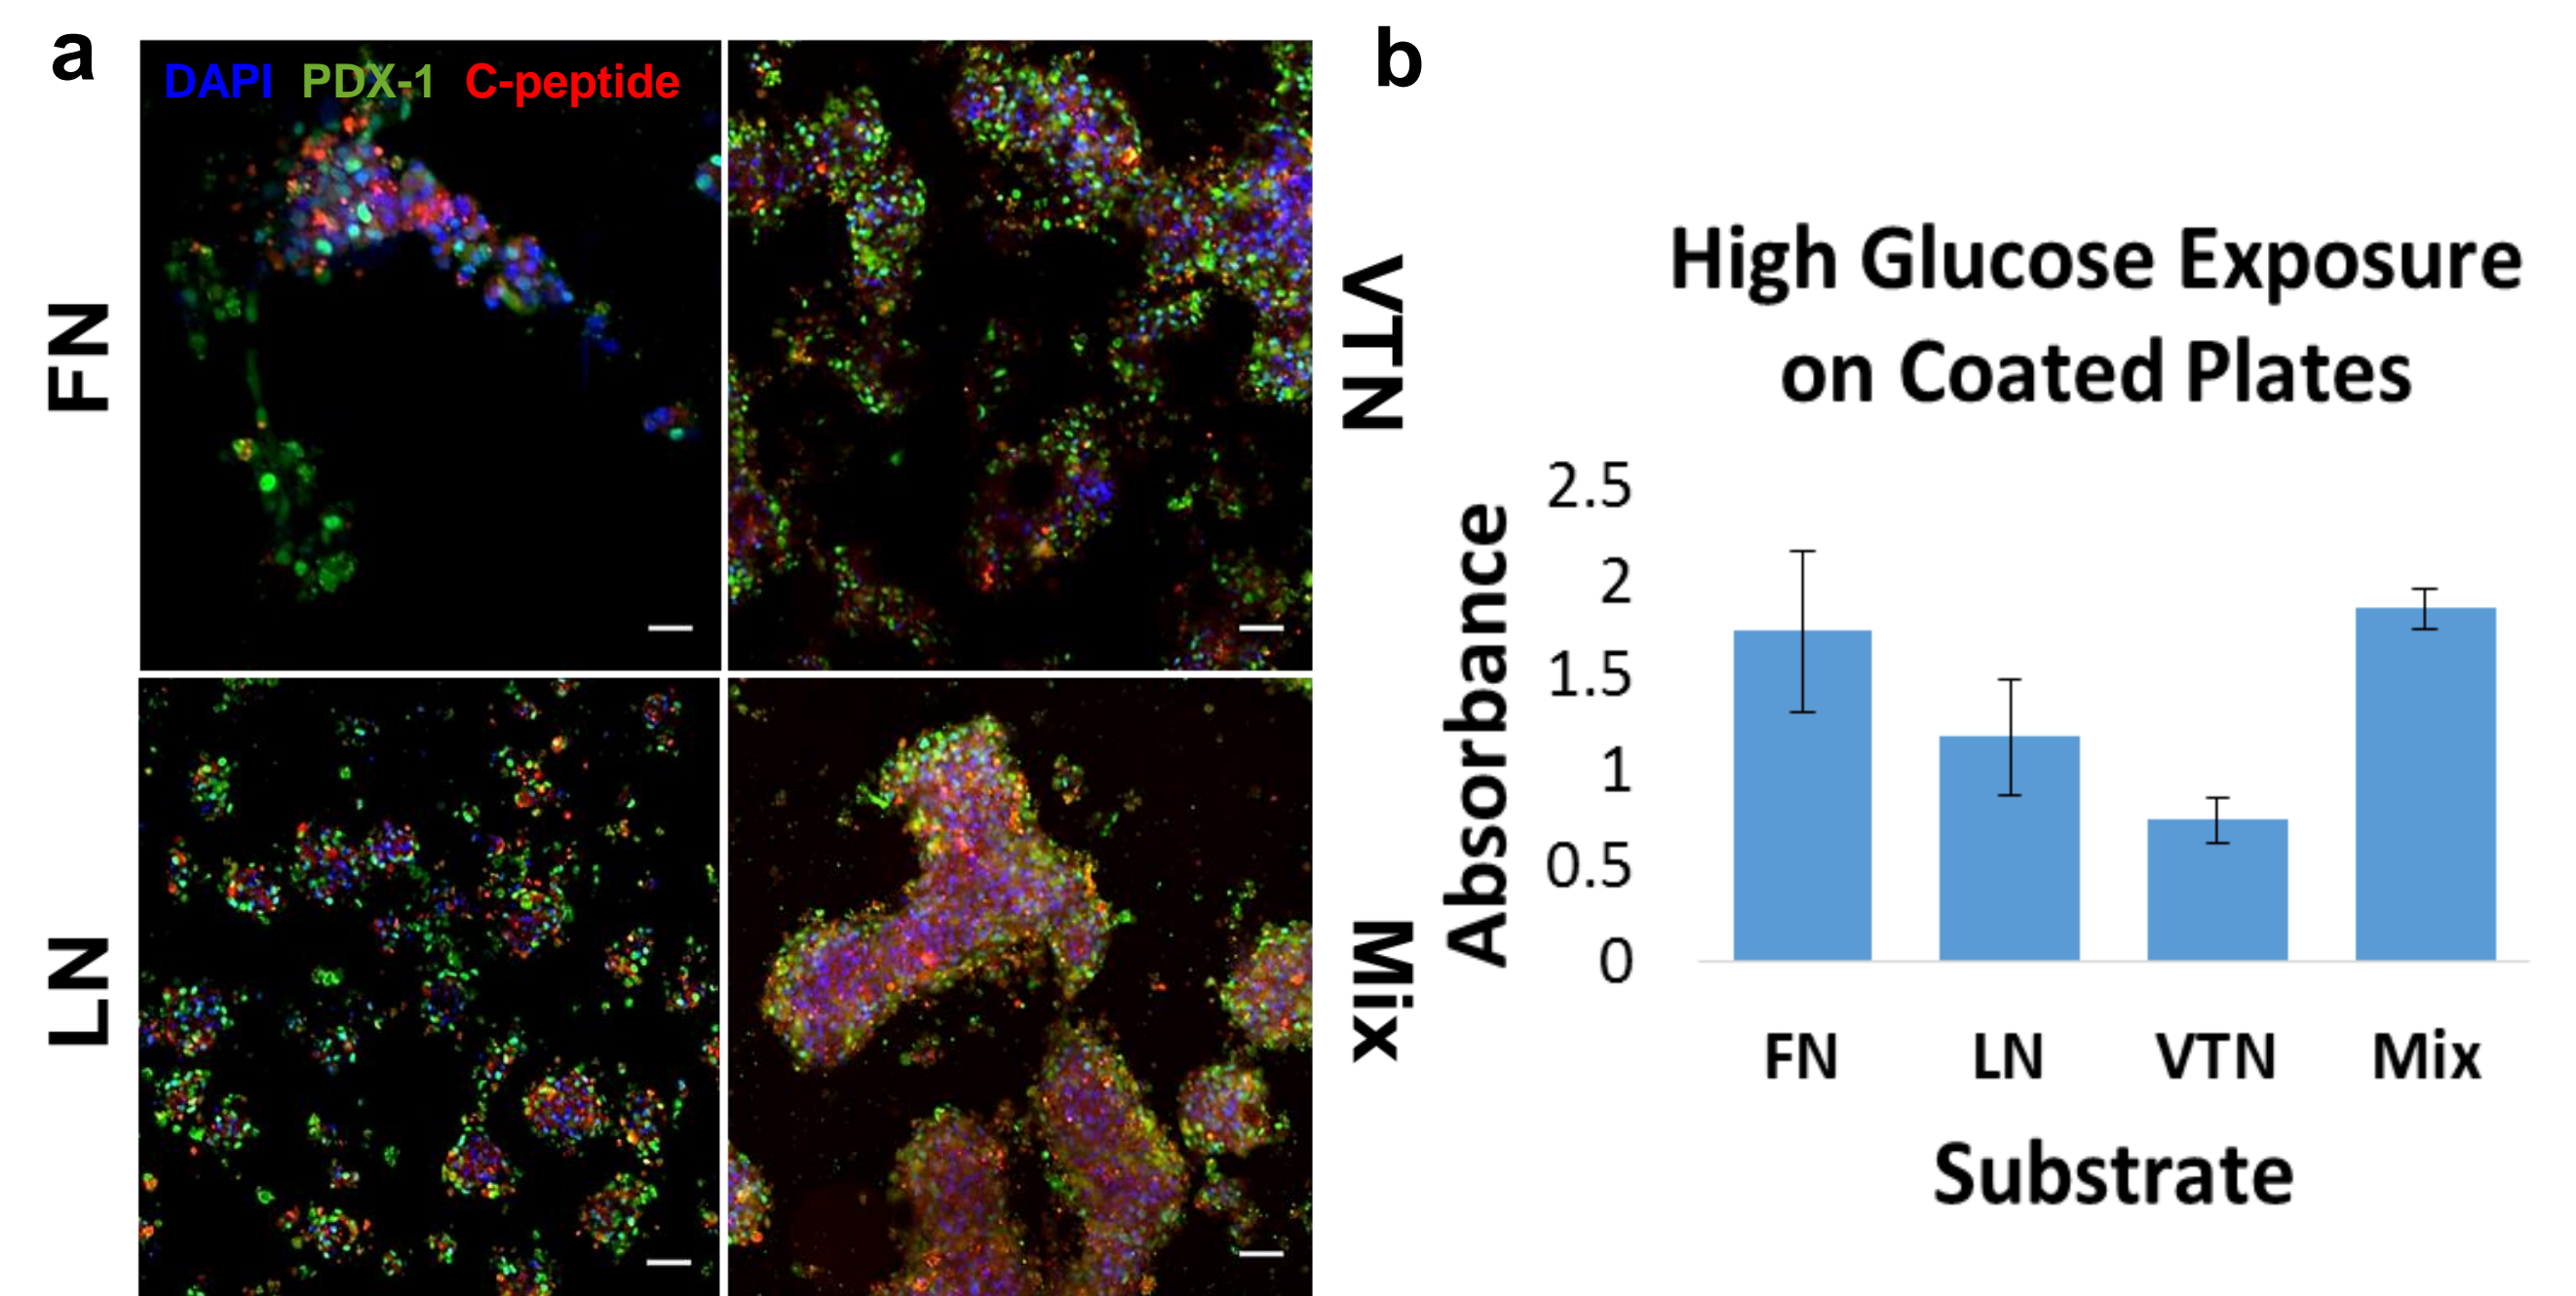 a
DAPI PDX-1 C-peptide
FN
VTN
LN
Mix
b
High Glucose Exposure
on Coated Plates
Absorbance
2.5
2
1.5
1
0.5
0
FN LN VTN Mix
Substrate